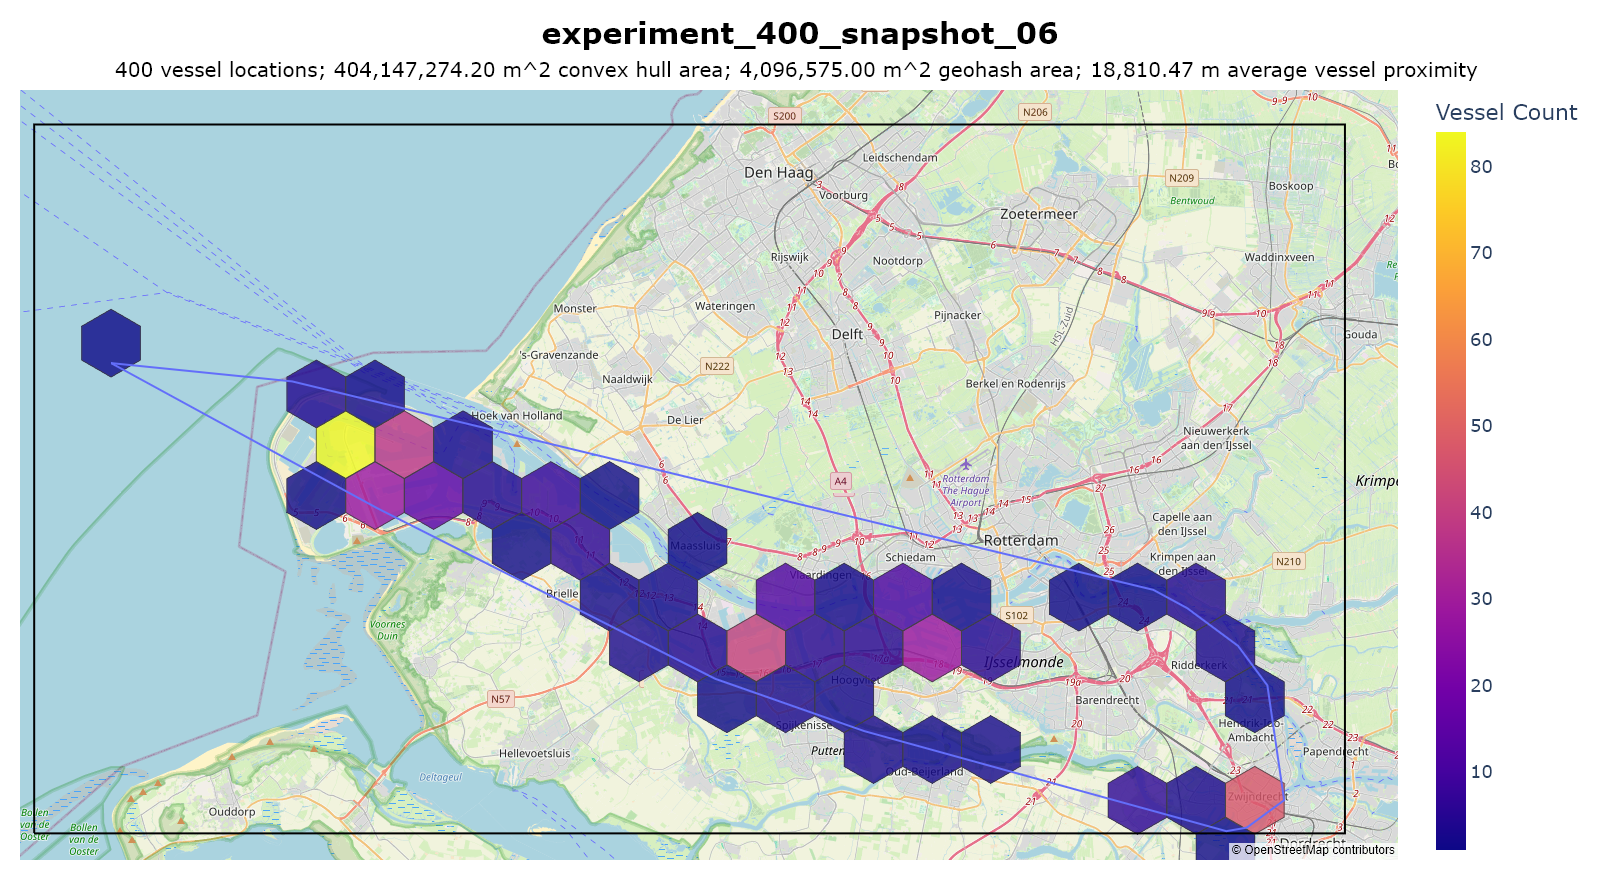 experiment_400_snapshot_06
400 vessel locations; 404,147,274.20 m^2 convex hull area; 4,096,575.00 m^2 geohash area; 18,810.47 m average vessel proximity
Vessel Count
80
70
60
50
40
30
20
10
S200
N206
Leidschendam
Den Haag
Voorburg
N209
Boskoop
Bentwoud
Zoetermeer
Rijswijk
Nootdorp
Waddinxveen
Monster
Wateringen
Pijnacker
HSL-Zuid
Delft
Gouda
's-Gravenzande
N222
Naaldwijk
Berkel en Rodenrijs
Hoek van Holland
De Lier
Nieuwerkerk
aan den IJssel
A4
Rotterdam
The Hague
Airport
Capelle aan
den IJssel
Maassluis
Schiedam
Rotterdam
Krimpen aan
den IJssel
N210
Vlaardingen
Brielle
S102
Voornes
Duin
IJsselmonde
Ridderkerk
Hoogvliet
N57
Barendrecht
Spijkenisse
Hendrik-Ido-
Ambacht
Hellevoetsluis
Putten
Papendrecht
Oud-Beijerland
Deltageul
Zwijndrecht
Ouddorp
Bollen
van de
Ooster
Bollen
van de
Ooster
Dordrecht
© OpenStreetMap contributors